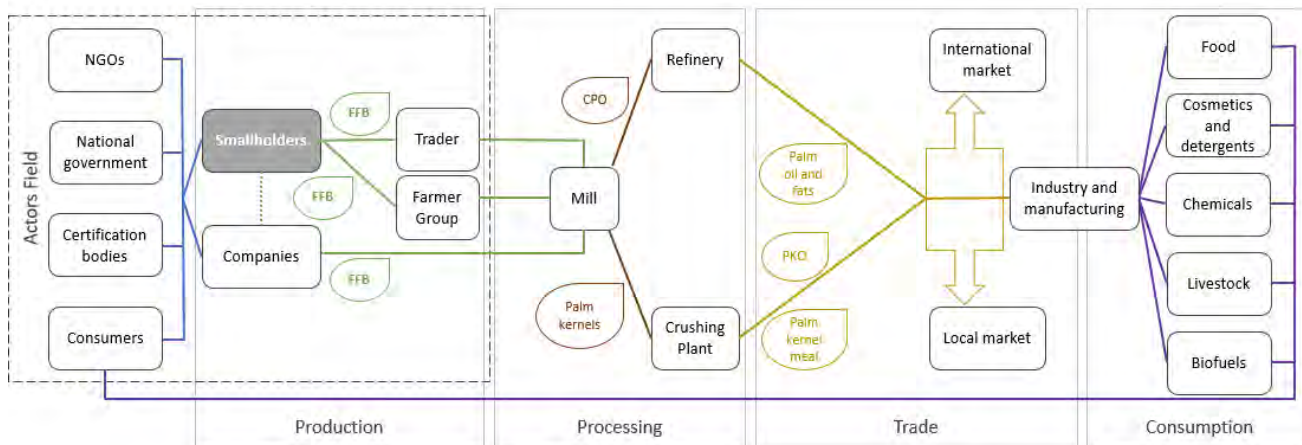 Actors Field
NGOs
National
government
Certification
bodies
Consumers
Smallholders
Companies
FFB
FFB
FFB
Trader
Farmer
Group
Mill
CPO
Palm
kernels
Refinery
Crushing
Plant
Palm
oil and
fats
PKO
Palm
kernel
meal
International
market
Local market
Industry and
manufacturing
Food
Cosmetics
and
detergents
Chemicals
Livestock
Biofuels
Production
Processing
Trade
Consumption